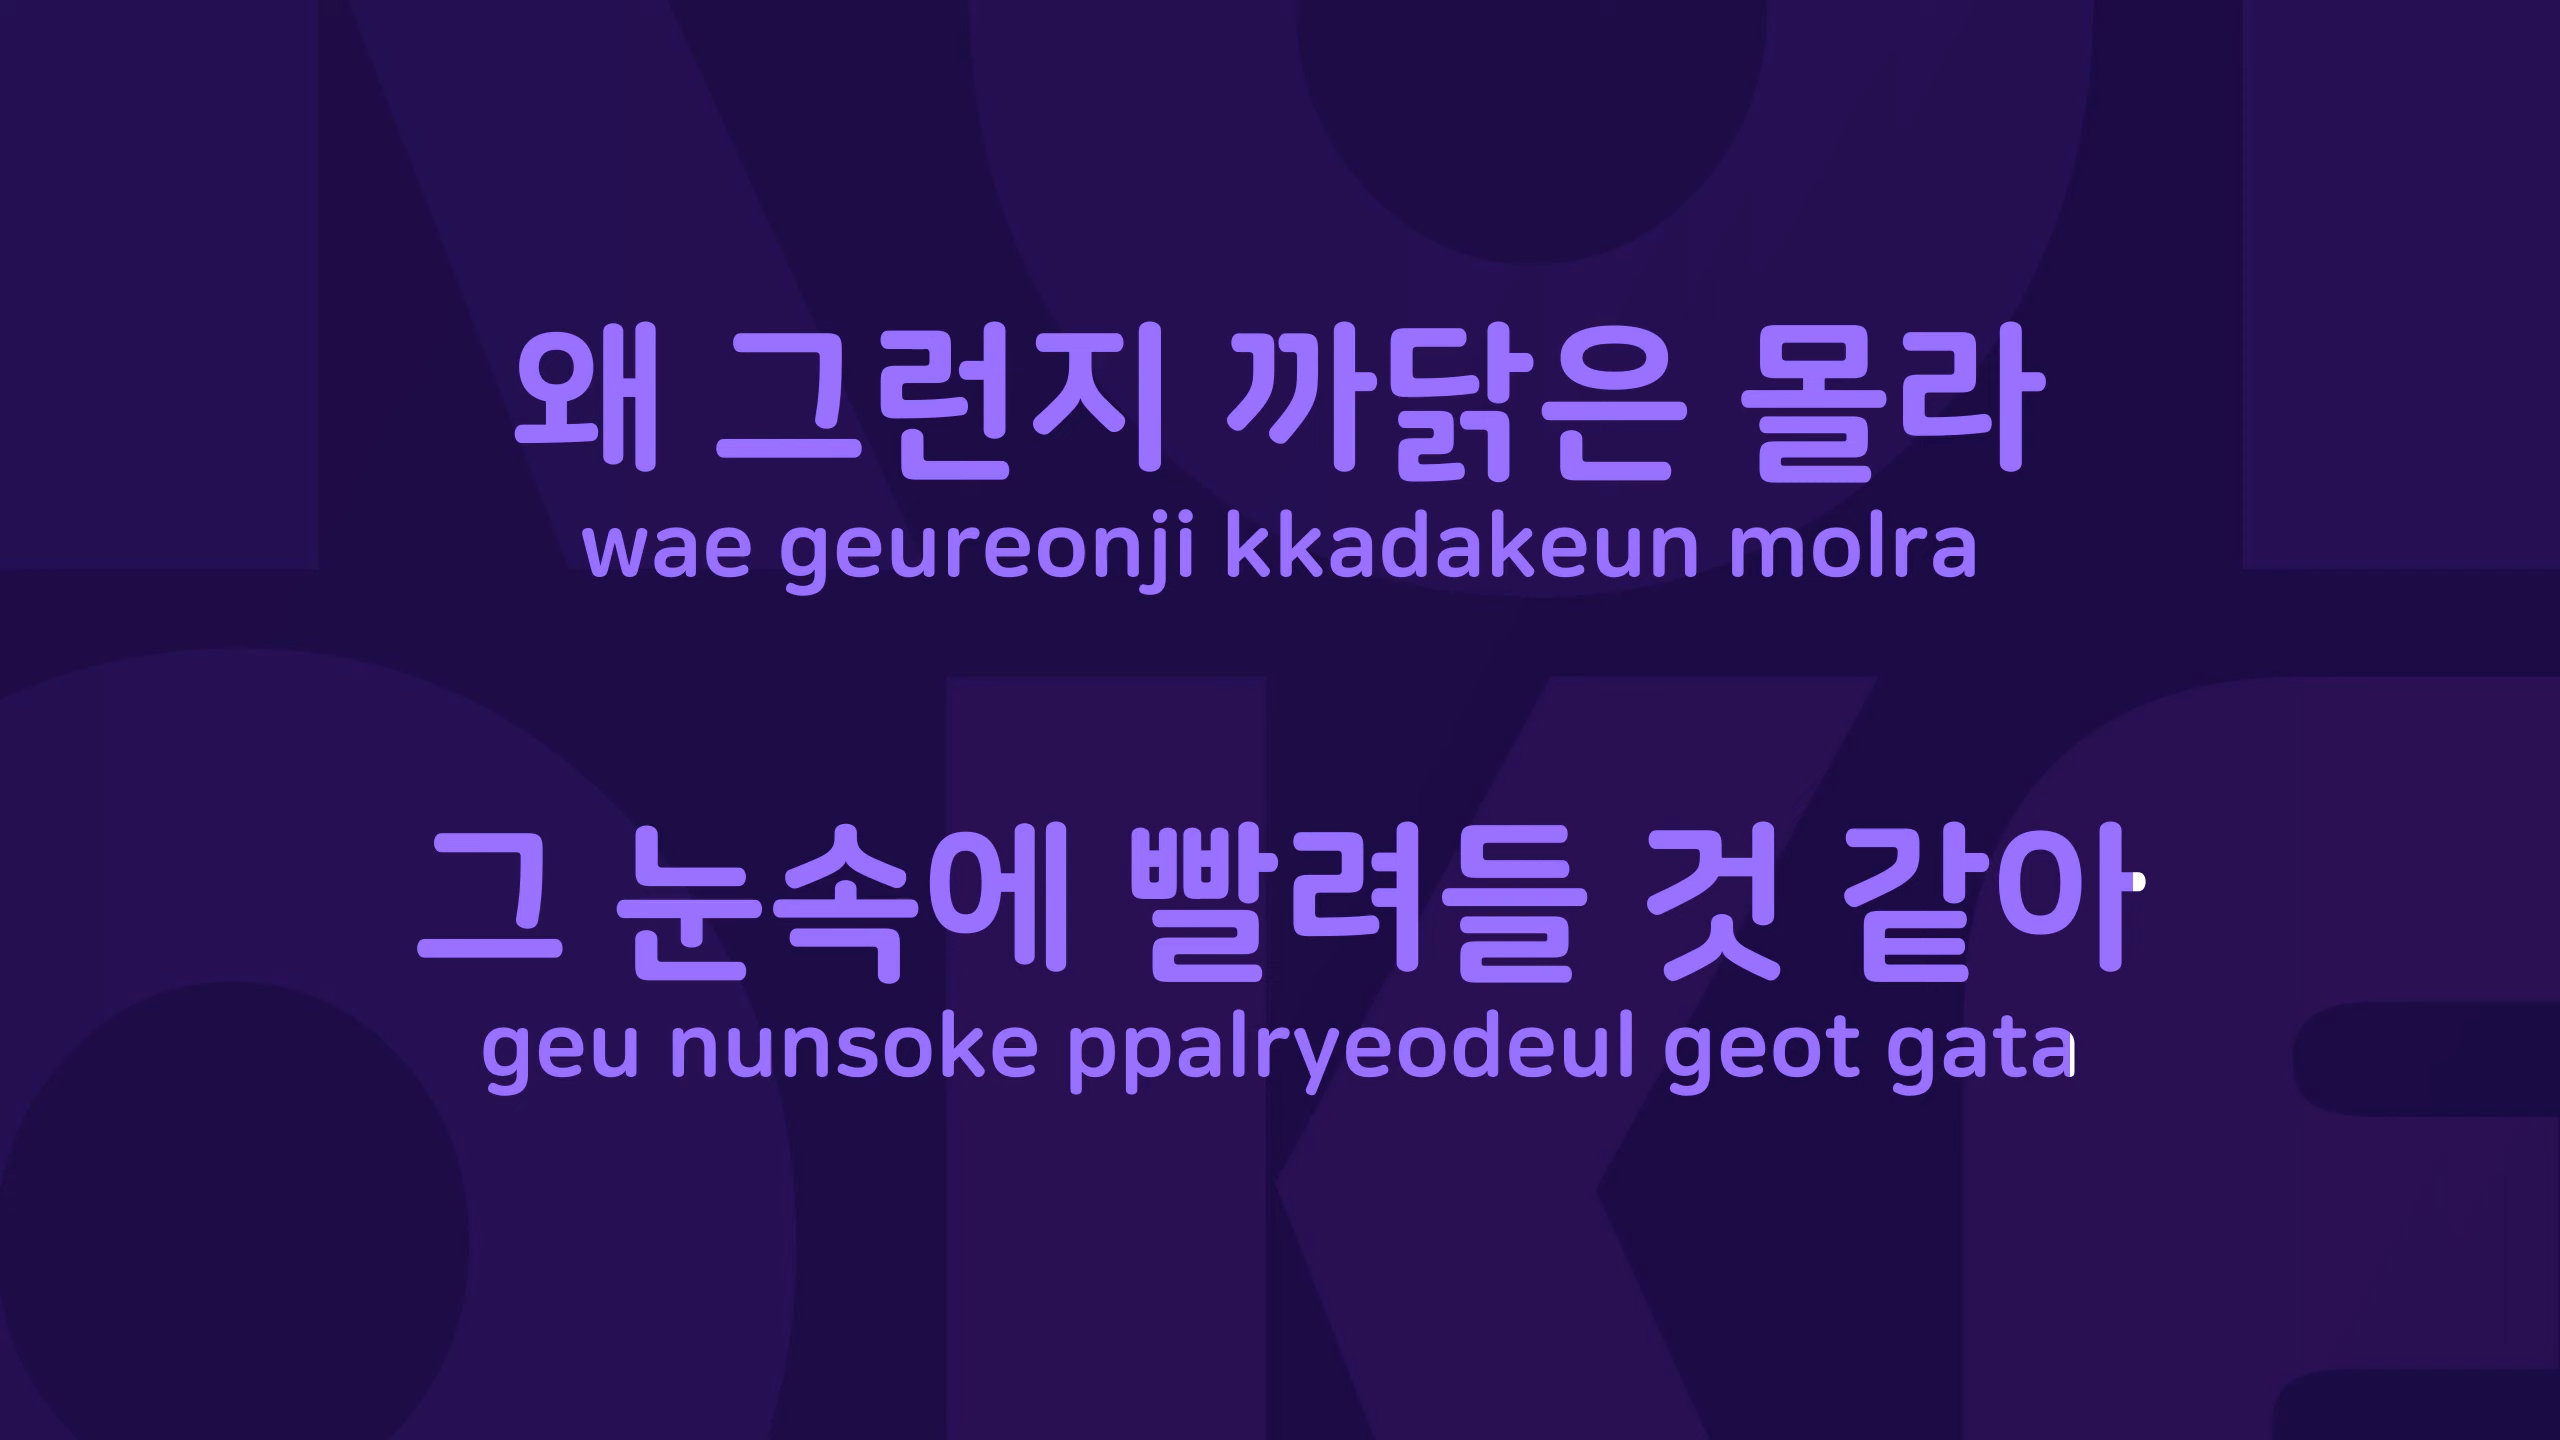 왜 그런지 까닭은 몰라
wae geureonji kkadakeun molra
그 눈속에 빨려들 것 같아
geu nunsoke ppalryeodeul geot gata